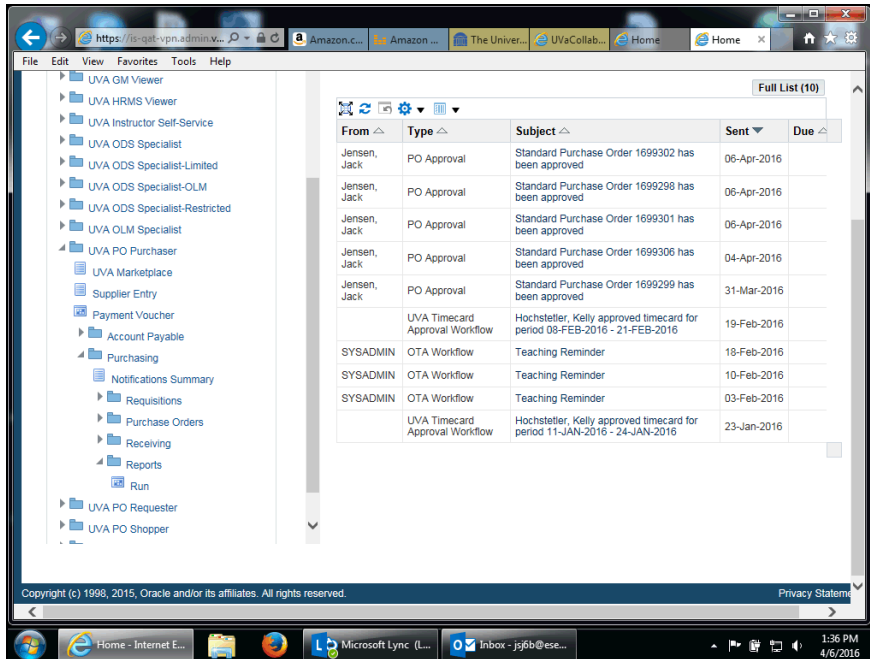 https://is-qat-vpn.admin.v...
Amazon.c...
Amazon ...
The Univer...
UVaCollab...
Home
Home
File Edit View Favorites Tools Help
UVA GM Viewer
UVA HRMS Viewer
UVA Instructor Self-Service
UVA ODS Specialist
UVA ODS Specialist-Limited
UVA ODS Specialist-OLM
UVA ODS Specialist-Restricted
UVA OLM Specialist
UVA PO Purchaser
UVA Marketplace
Supplier Entry
Payment Voucher
Account Payable
Purchasing
Notifications Summary
Requisitions
Purchase Orders
Receiving
Reports
Run
UVA PO Requester
UVA PO Shopper
Full List (10)
From Type Subject Sent Due
Jensen, Jack PO Approval Standard Purchase Order 1699302 has been approved 06-Apr-2016
Jensen, Jack PO Approval Standard Purchase Order 1699298 has been approved 06-Apr-2016
Jensen, Jack PO Approval Standard Purchase Order 1699301 has been approved 06-Apr-2016
Jensen, Jack PO Approval Standard Purchase Order 1699306 has been approved 04-Apr-2016
Jensen, Jack PO Approval Standard Purchase Order 1699299 has been approved 31-Mar-2016
UVA Timecard Approval Workflow Hochstetler, Kelly approved timecard for period 08-FEB-2016 - 21-FEB-2016 19-Feb-2016
SYSADMIN OTA Workflow Teaching Reminder 18-Feb-2016
SYSADMIN OTA Workflow Teaching Reminder 10-Feb-2016
SYSADMIN OTA Workflow Teaching Reminder 03-Feb-2016
UVA Timecard Approval Workflow Hochstetler, Kelly approved timecard for period 11-JAN-2016 - 24-JAN-2016 23-Jan-2016
Copyright (c) 1998, 2015, Oracle and/or its affiliates. All rights reserved.
Privacy Stateme
Home - Internet E...
Microsoft Lync (L...
Inbox - jsj6b@ese...
1:36 PM
4/6/2016